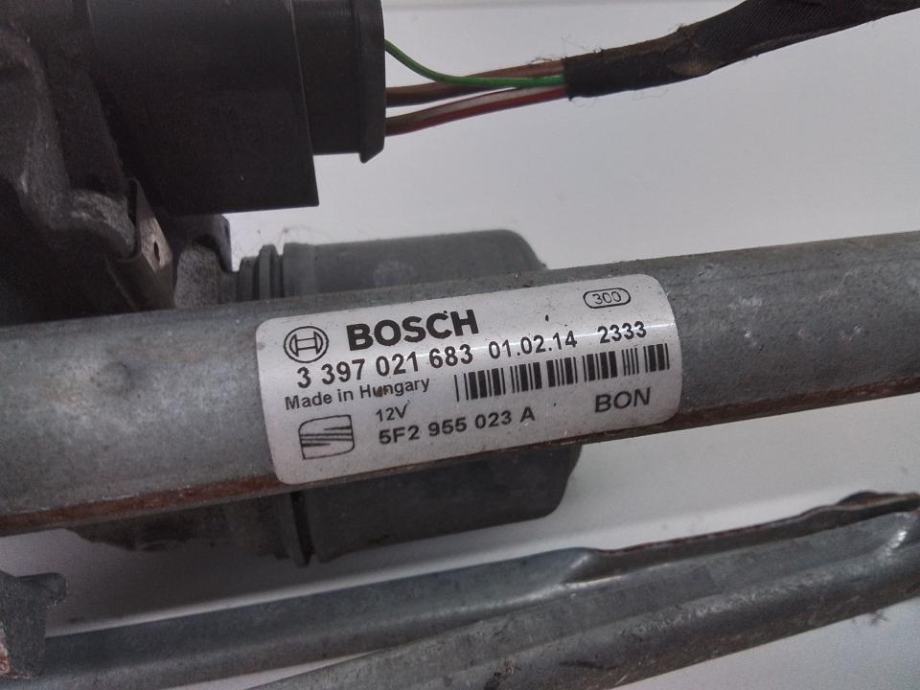 300
BOSCH
3 397 021 683 01.02.14 2333
Made in Hungary
12V
5F2 955 023 A BON